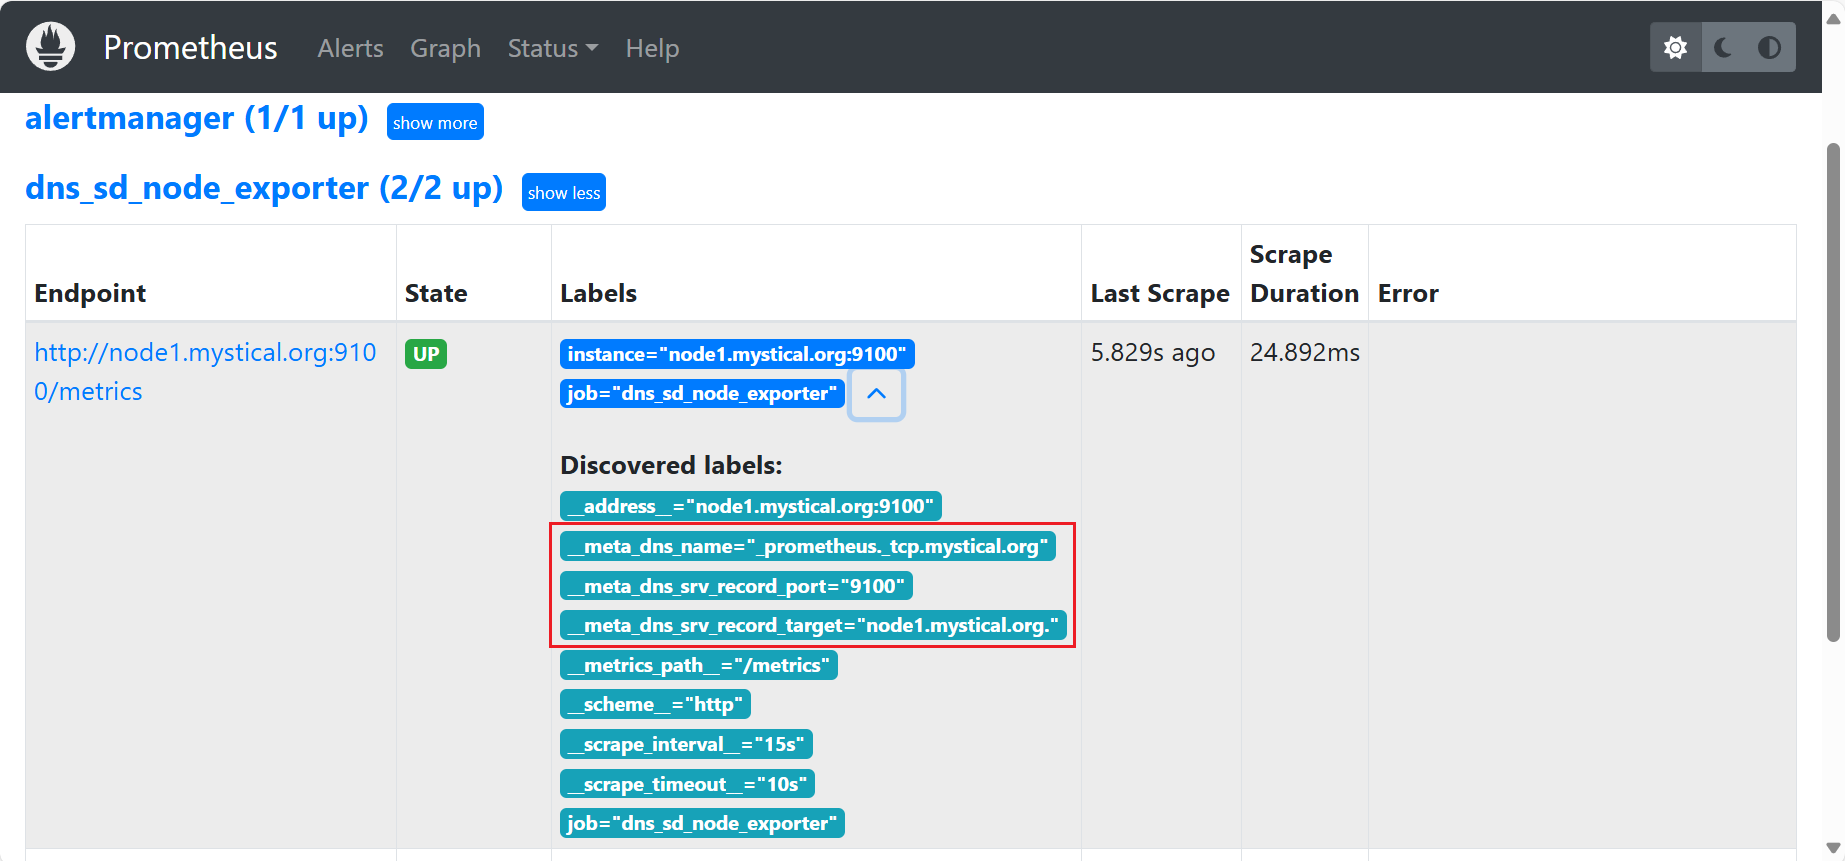 Prometheus Alerts Graph Status Help
alertmanager (1/1 up) show more
dns_sd_node_exporter (2/2 up) show less
Endpoint State Labels Last Scrape Scrape Duration Error
http://node1.mystical.org:910
0/metrics
UP
instance="node1.mystical.org:9100"
job="dns_sd_node_exporter"
Discovered labels:
__address__="node1.mystical.org:9100"
__meta_dns_name="_prometheus._tcp.mystical.org"
__meta_dns_srv_record_port="9100"
__meta_dns_srv_record_target="node1.mystical.org."
__metrics_path__="/metrics"
__scheme__="http"
__scrape_interval__="15s"
__scrape_timeout__="10s"
job="dns_sd_node_exporter"
5.829s ago
24.892ms